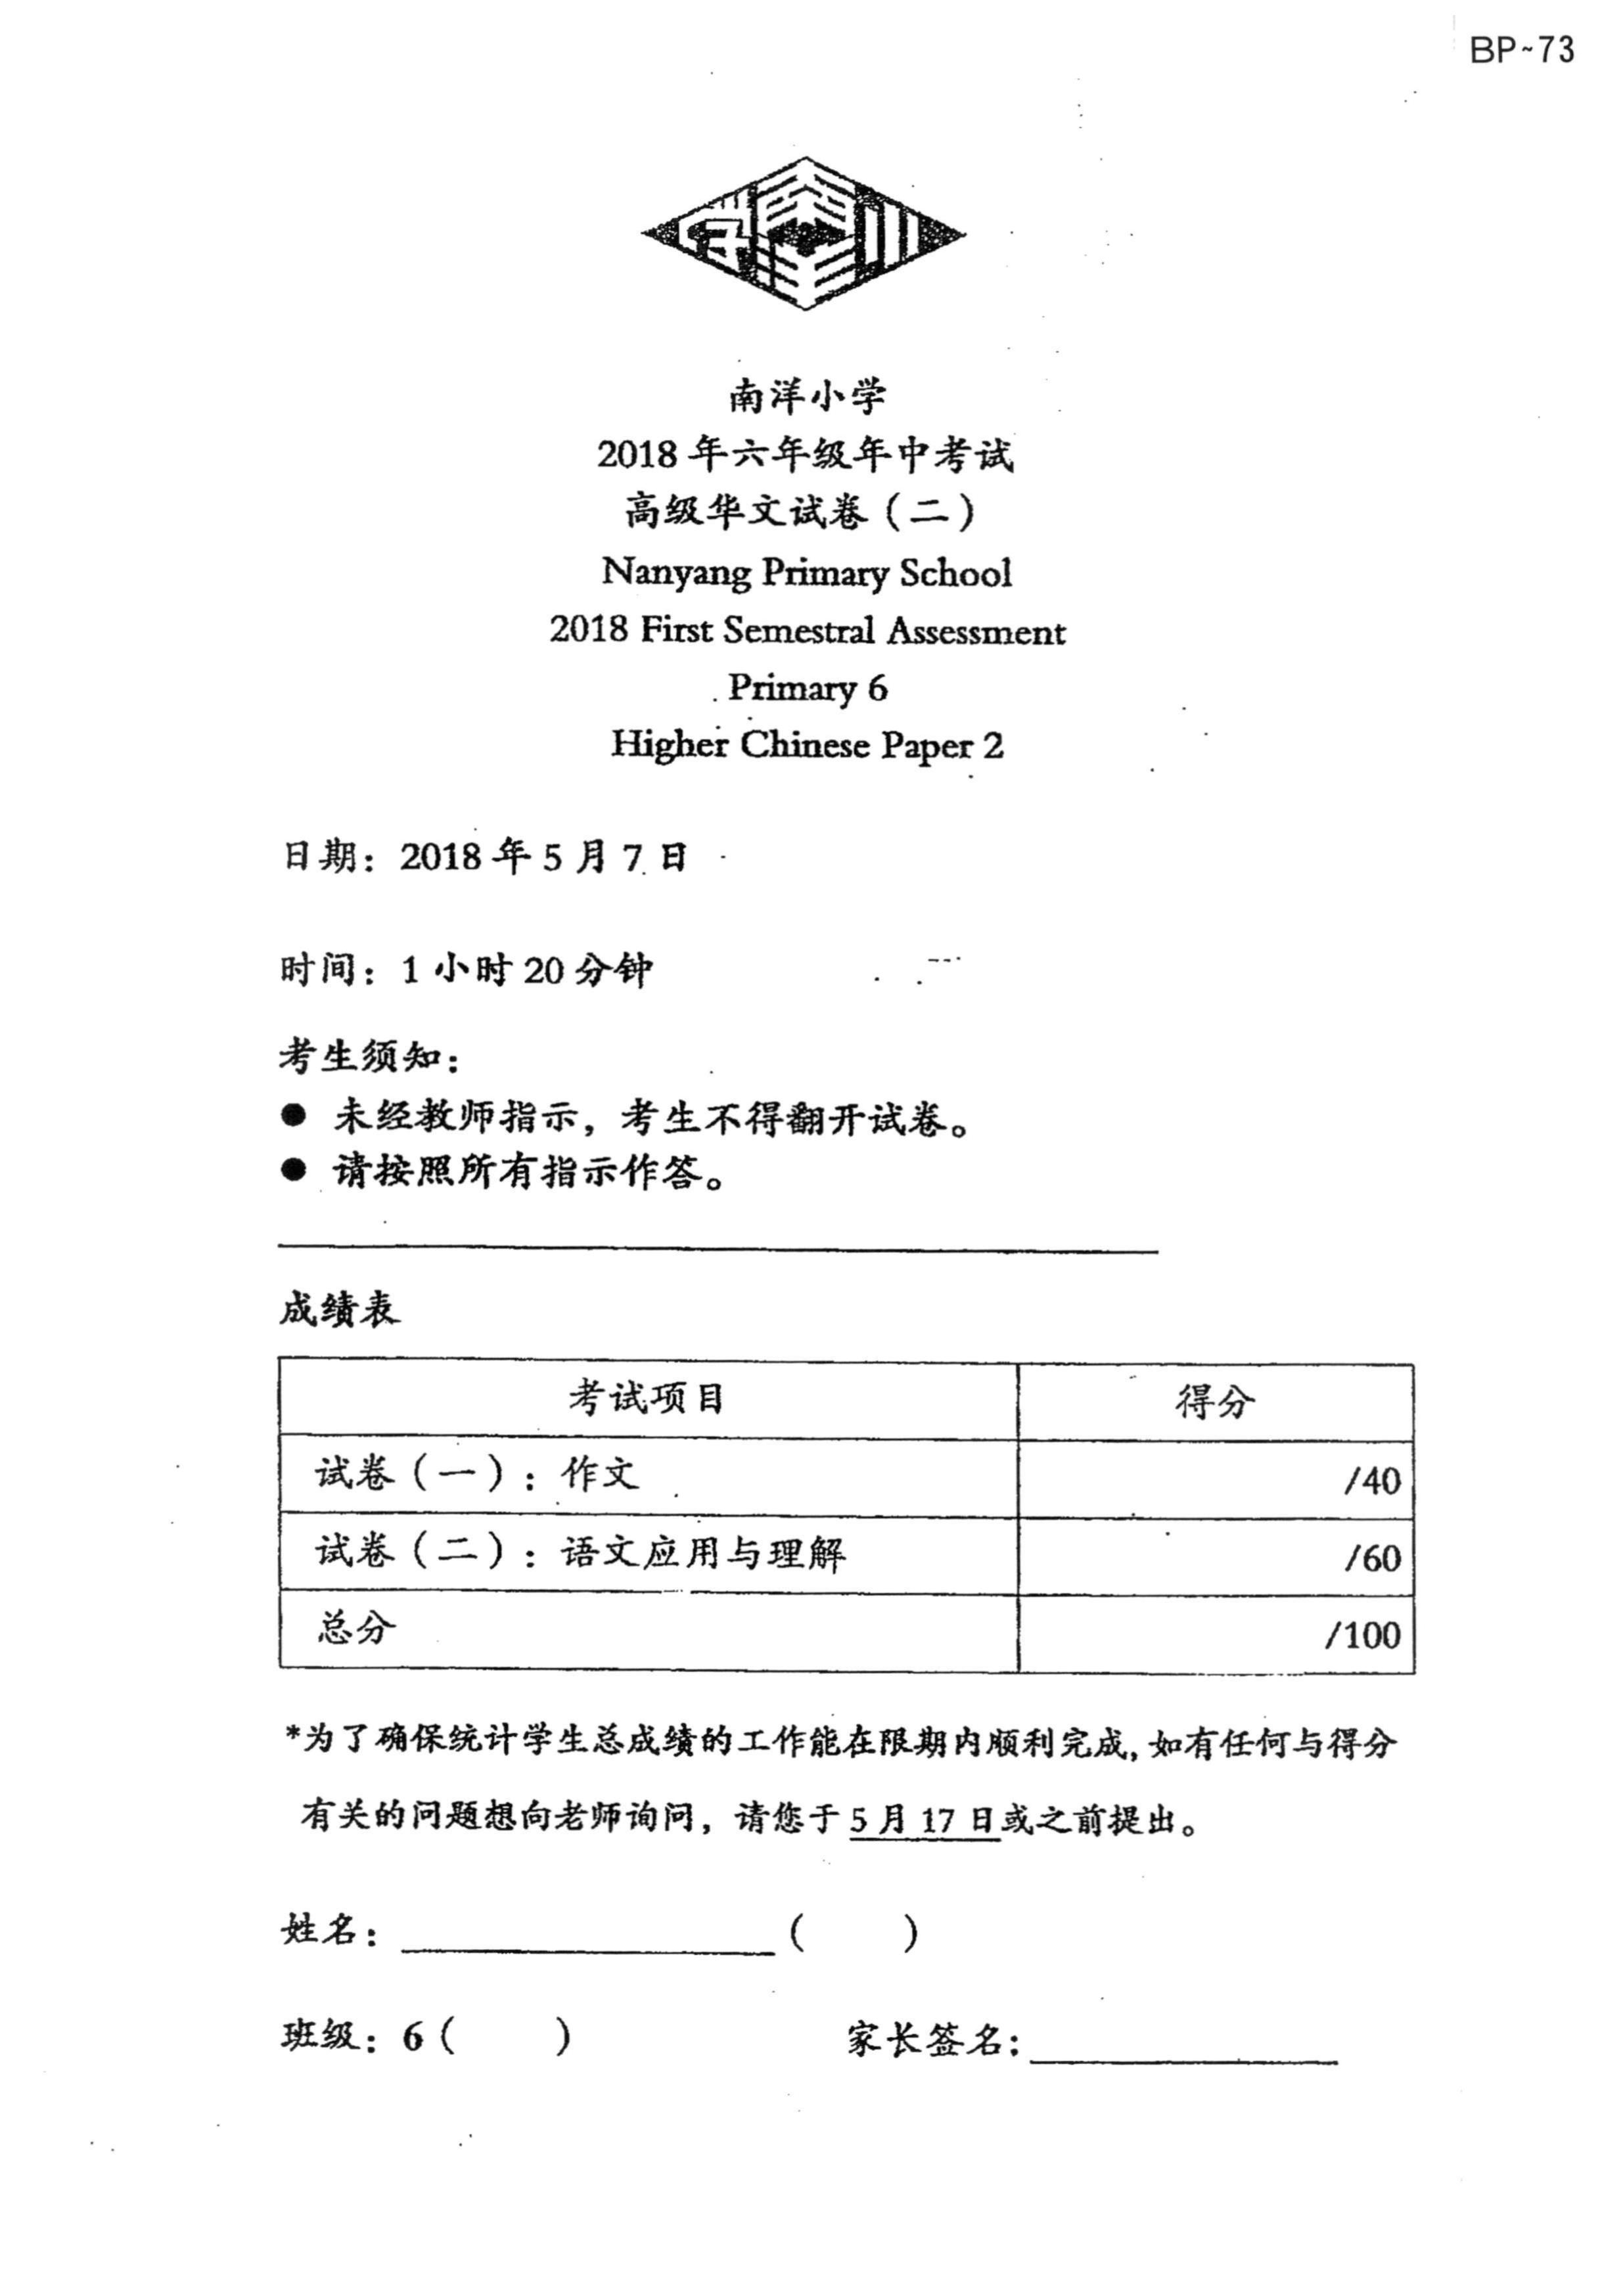 BP~73
南洋小学
2018 年六年级年中考试
高级华文试卷（二）
Nanyang Primary School
2018 First Semestral Assessment
Primary 6
Higher Chinese Paper 2
日期：2018 年 5 月 7 日
时间：1 小时 20 分钟
考生须知：
● 未经教师指示，考生不得翻开试卷。
● 请按照所有指示作答。
成绩表
考试项目 得分
试卷（一）：作文 /40
试卷（二）：语文应用与理解 /60
总分 /100
*为了确保统计学生总成绩的工作能在限期内顺利完成，如有任何与得分
有关的问题想向老师询问，请您于 5 月 17 日或之前提出。
姓名：____________（ ）
班级：6（ ） 家长签名：____________